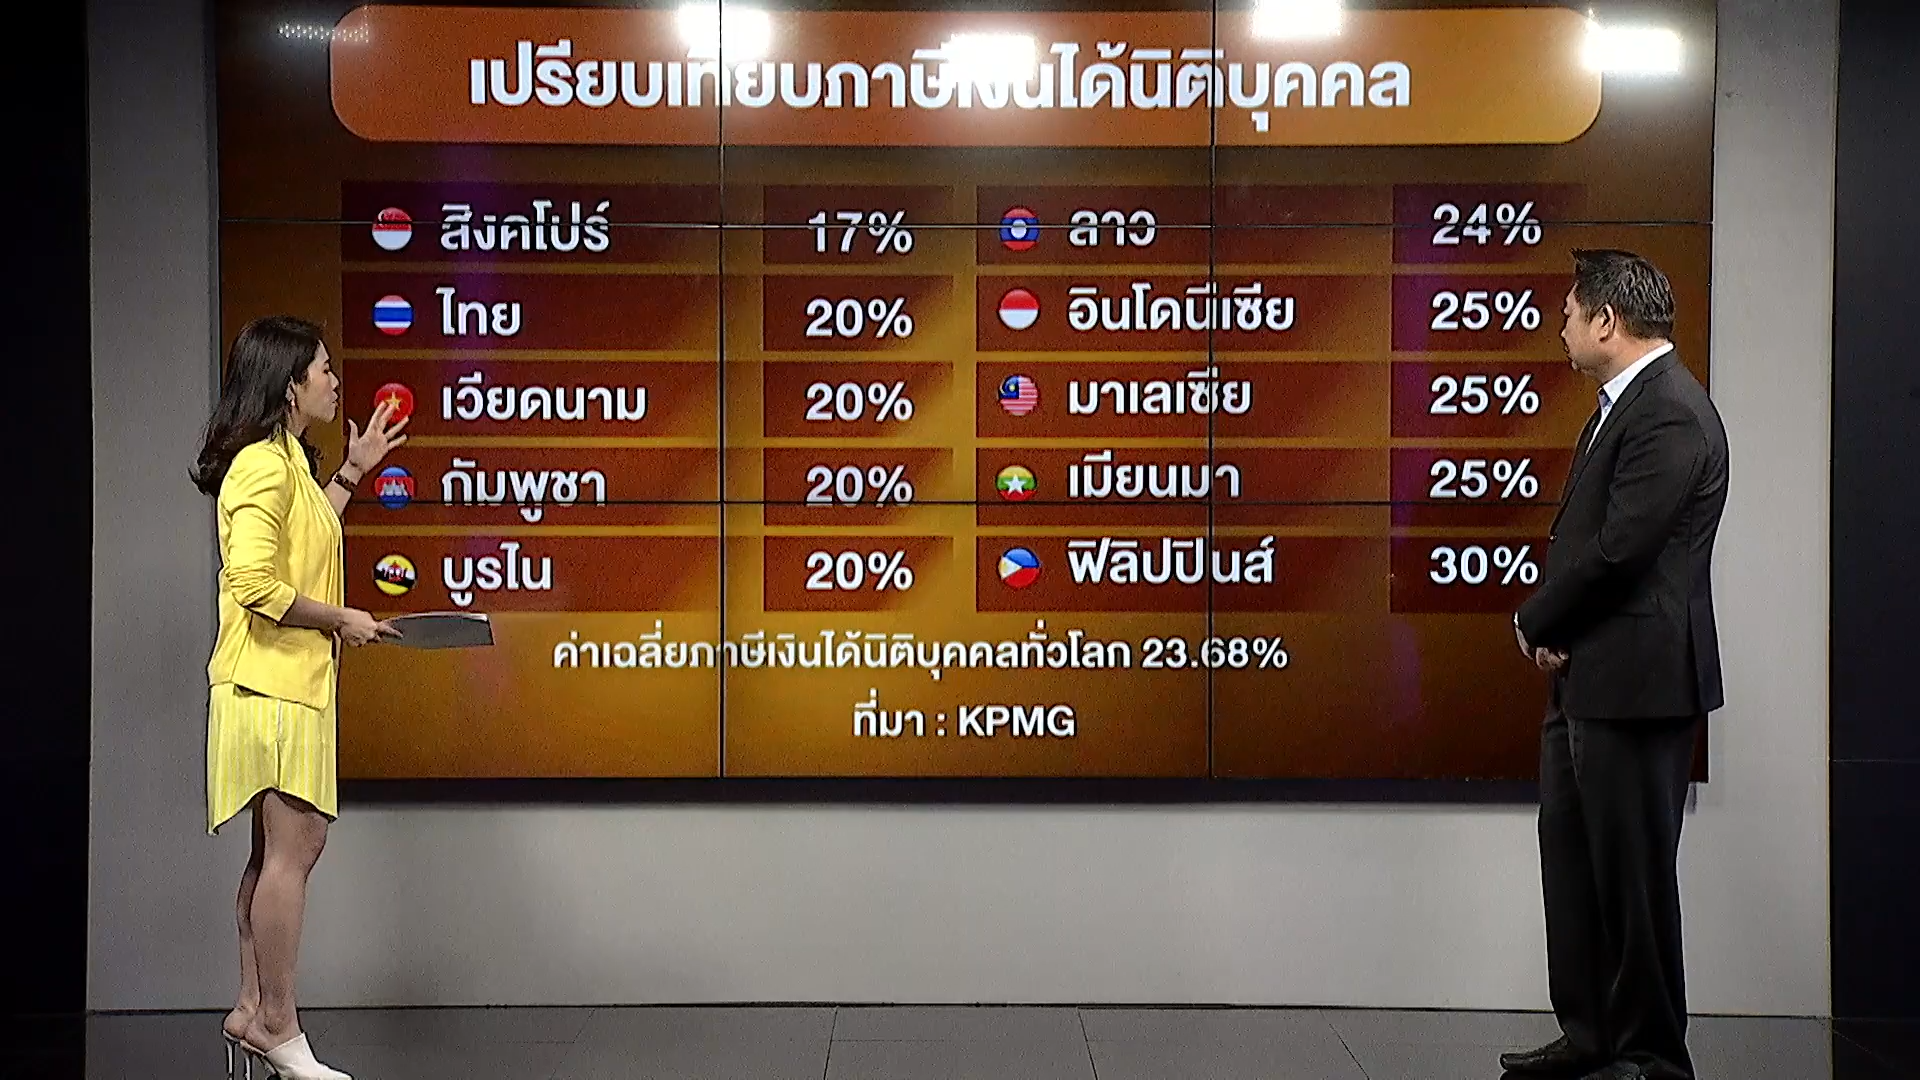 เปรียบเทียบภาษีเงินได้นิติบุคคล
สิงคโปร์ 17%
ไทย 20%
เวียดนาม 20%
กัมพูชา 20%
บูรไน 20%
ลาว 24%
อินโดนีเซีย 25%
มาเลเซีย 25%
เมียนมา 25%
ฟิลิปปินส์ 30%
ค่าเฉลี่ยภาษีเงินได้นิติบุคคลทั่วโลก 23.68%
ที่มา : KPMG